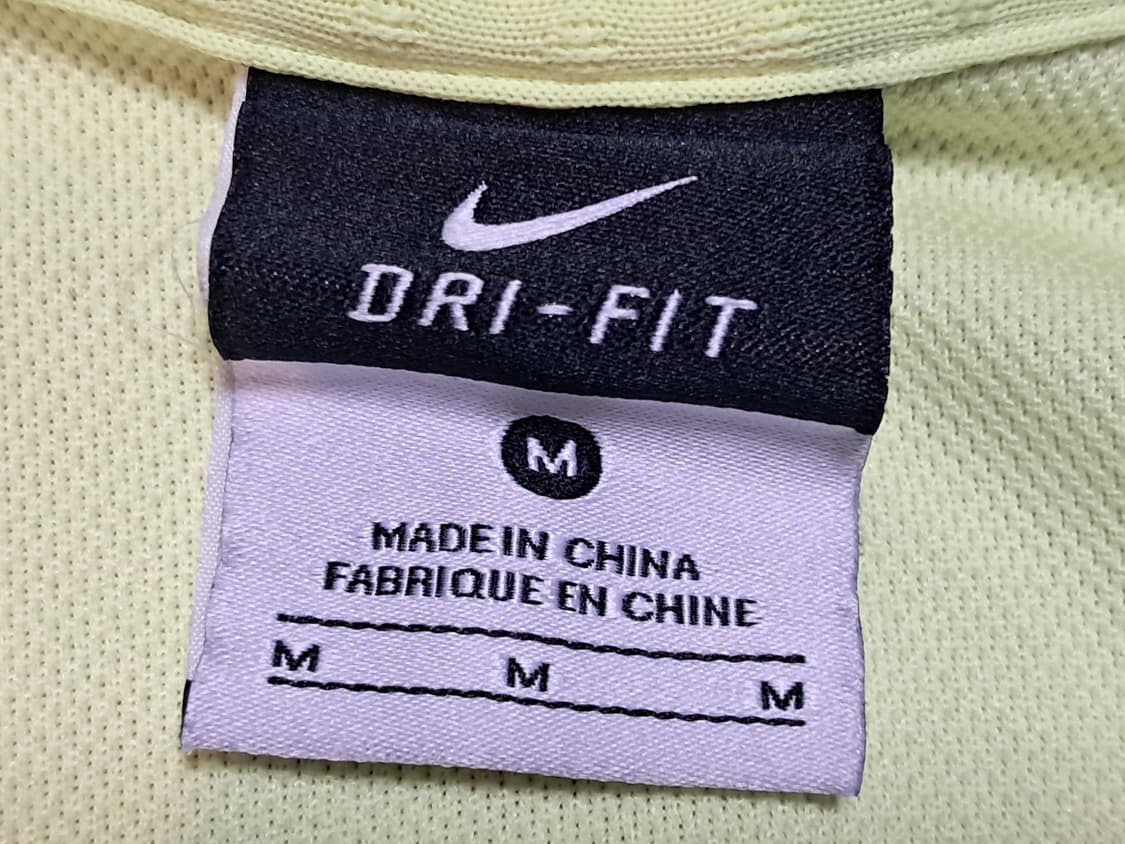 DRI-FIT
M
MADE IN CHINA
FABRIQUE EN CHINE
M M M